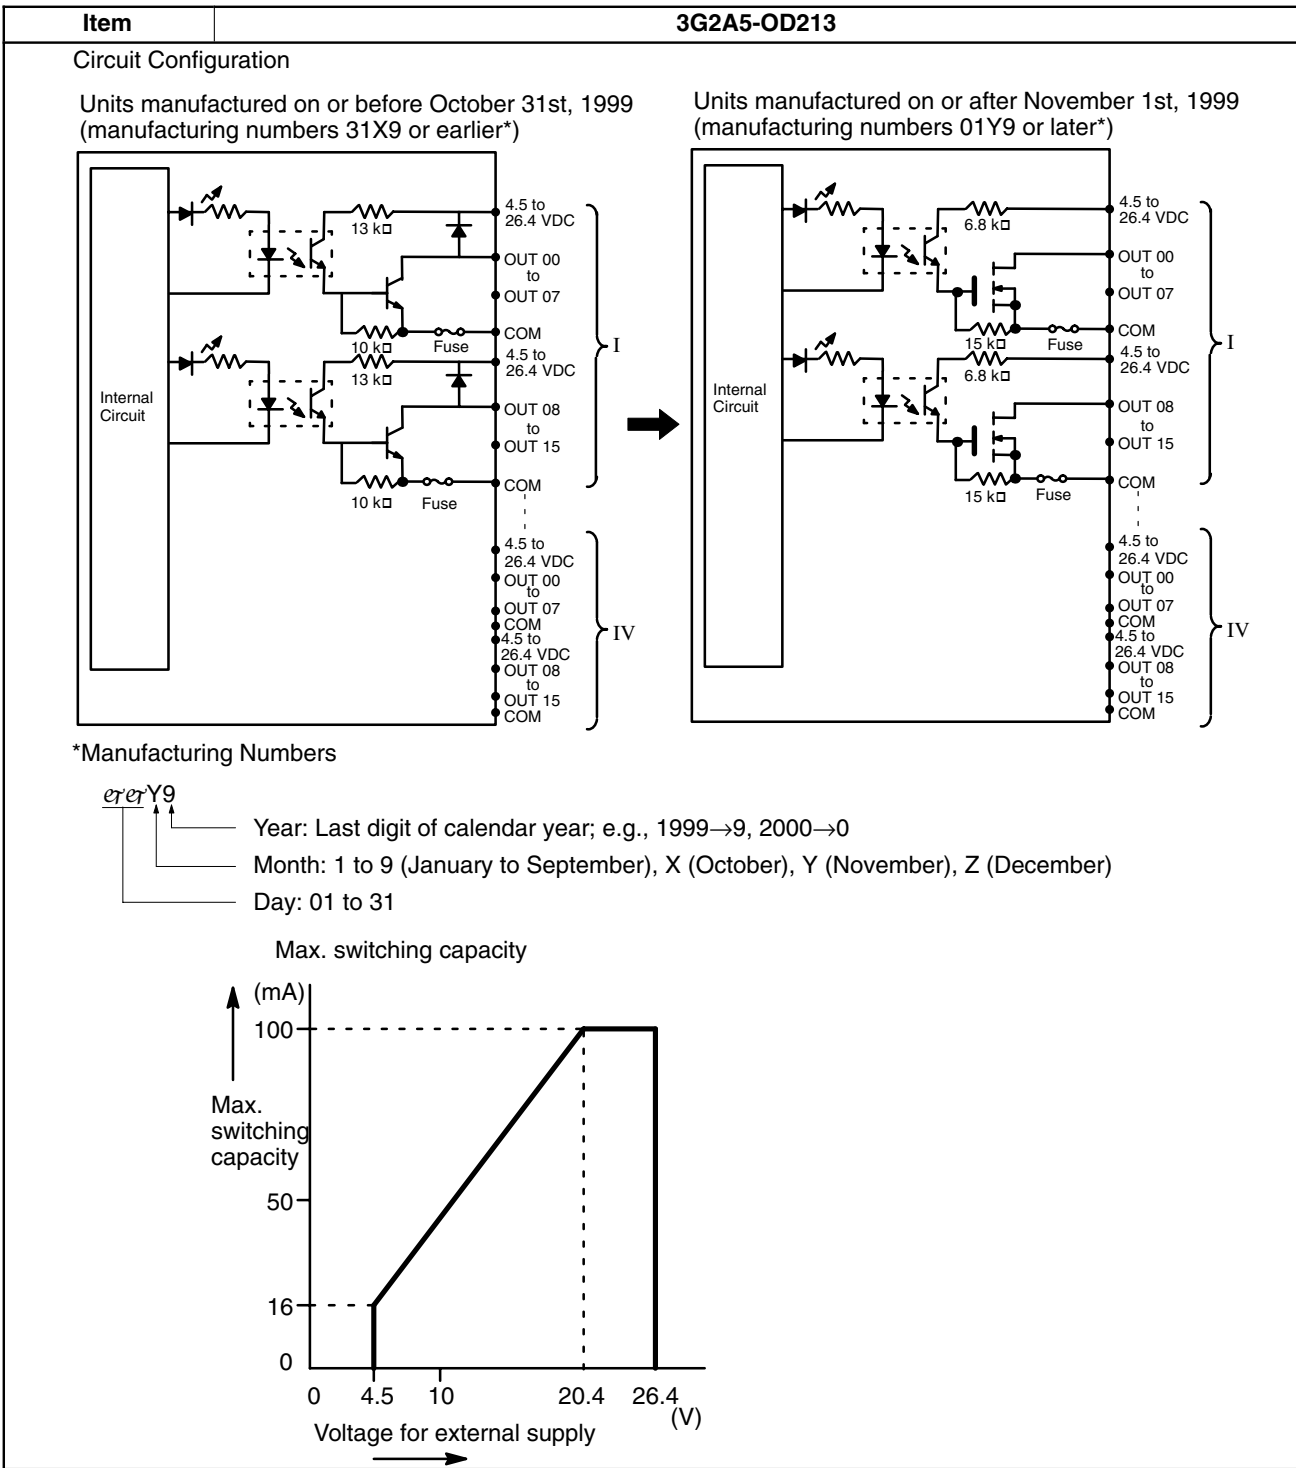 Item 3G2A5-OD213
Circuit Configuration
Units manufactured on or before October 31st, 1999
(manufacturing numbers 31X9 or earlier*)
13 k□
10 k□
Fuse
13 k□
10 k□
Fuse
Internal
Circuit
4.5 to
26.4 VDC
OUT 00
to
OUT 07
COM
4.5 to
26.4 VDC
OUT 08
to
OUT 15
COM
I
4.5 to
26.4 VDC
OUT 00
to
OUT 07
COM
4.5 to
26.4 VDC
OUT 08
to
OUT 15
COM
IV
Units manufactured on or after November 1st, 1999
(manufacturing numbers 01Y9 or later*)
6.8 k□
15 k□
Fuse
6.8 k□
15 k□
Fuse
Internal
Circuit
4.5 to
26.4 VDC
OUT 00
to
OUT 07
COM
4.5 to
26.4 VDC
OUT 08
to
OUT 15
COM
I
4.5 to
26.4 VDC
OUT 00
to
OUT 07
COM
4.5 to
26.4 VDC
OUT 08
to
OUT 15
COM
IV
*Manufacturing Numbers
Y9
Year: Last digit of calendar year; e.g., 1999→9, 2000→0
Month: 1 to 9 (January to September), X (October), Y (November), Z (December)
Day: 01 to 31
Max. switching capacity
(mA)
100
Max.
switching
capacity
50
16
0
0 4.5 10 20.4 26.4
(V)
Voltage for external supply